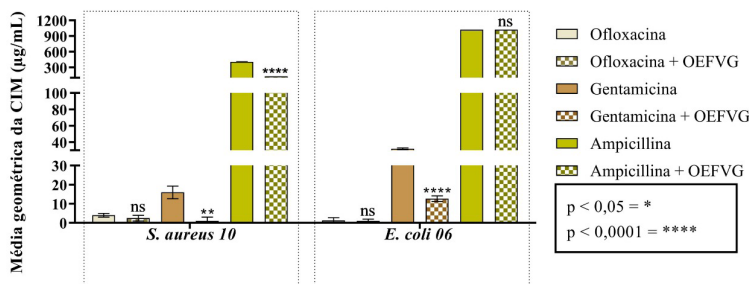 Média geométrica da CIM (µg/mL)
1200
900
600
300
100
80
60
40
30
20
10
0
ns
**
****
ns
****
ns
S. aureus 10
E. coli 06
Ofloxacina
Ofloxacina + OEFVG
Gentamicina
Gentamicina + OEFVG
Ampicillina
Ampicillina + OEFVG
p < 0,05 = *
p < 0,0001 = ****